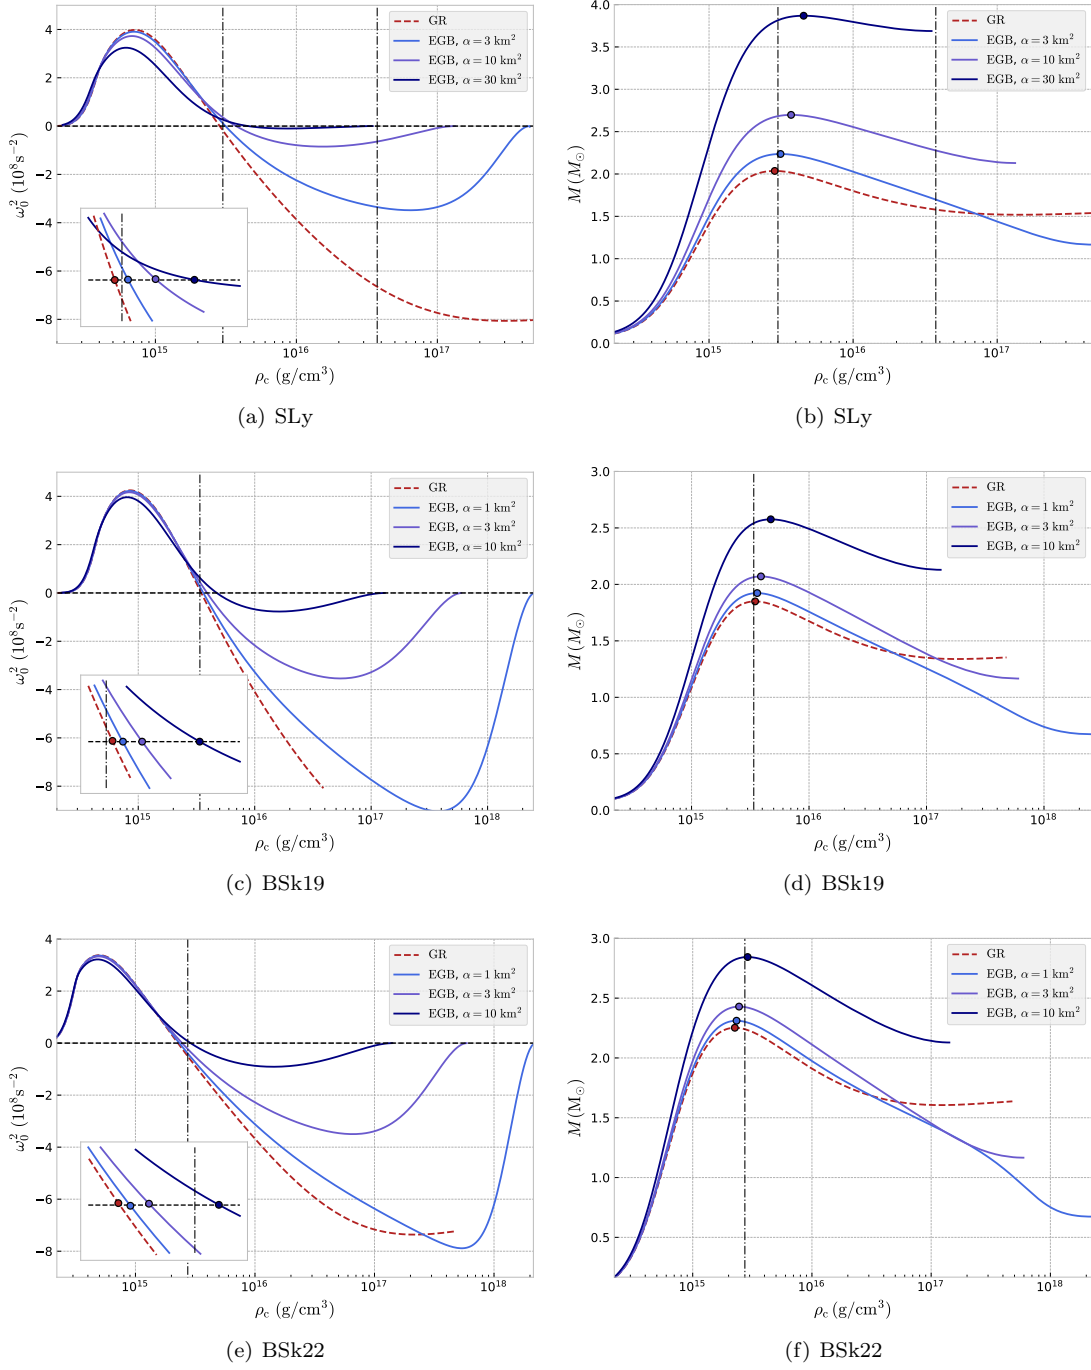 4
2
0
−2
−4
−6
−8
ω₀² (10⁸s⁻²)
GR
EGB, α = 3 km²
EGB, α = 10 km²
EGB, α = 30 km²
10¹⁵
10¹⁶
10¹⁷
ρc (g/cm³)
(a) SLy
4.0
3.5
3.0
2.5
2.0
1.5
1.0
0.5
0.0
M (M⊙)
GR
EGB, α = 3 km²
EGB, α = 10 km²
EGB, α = 30 km²
10¹⁵
10¹⁶
10¹⁷
ρc (g/cm³)
(b) SLy
4
2
0
−2
−4
−6
−8
ω₀² (10⁸s⁻²)
GR
EGB, α = 1 km²
EGB, α = 3 km²
EGB, α = 10 km²
10¹⁵
10¹⁶
10¹⁷
10¹⁸
ρc (g/cm³)
(c) BSk19
3.0
2.5
2.0
1.5
1.0
0.5
0.0
M (M⊙)
GR
EGB, α = 1 km²
EGB, α = 3 km²
EGB, α = 10 km²
10¹⁵
10¹⁶
10¹⁷
10¹⁸
ρc (g/cm³)
(d) BSk19
4
2
0
−2
−4
−6
−8
ω₀² (10⁸s⁻²)
GR
EGB, α = 1 km²
EGB, α = 3 km²
EGB, α = 10 km²
10¹⁵
10¹⁶
10¹⁷
10¹⁸
ρc (g/cm³)
(e) BSk22
3.0
2.5
2.0
1.5
1.0
0.5
M (M⊙)
GR
EGB, α = 1 km²
EGB, α = 3 km²
EGB, α = 10 km²
10¹⁵
10¹⁶
10¹⁷
10¹⁸
ρc (g/cm³)
(f) BSk22